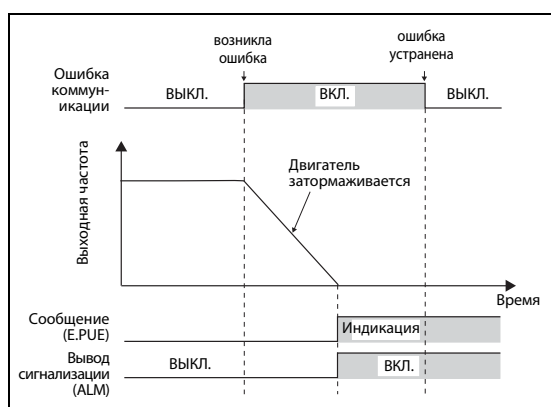 возникла
ошибка
ошибка
устранена
Ошибка
коммун-
икации
ВЫКЛ.
ВКЛ.
ВЫКЛ.
Выходная частота
Двигатель
затормаживается
Время
Сообщение
(E.PUE)
Индикация
Вывод
сигнализации
(ALM)
ВЫКЛ.
ВКЛ.